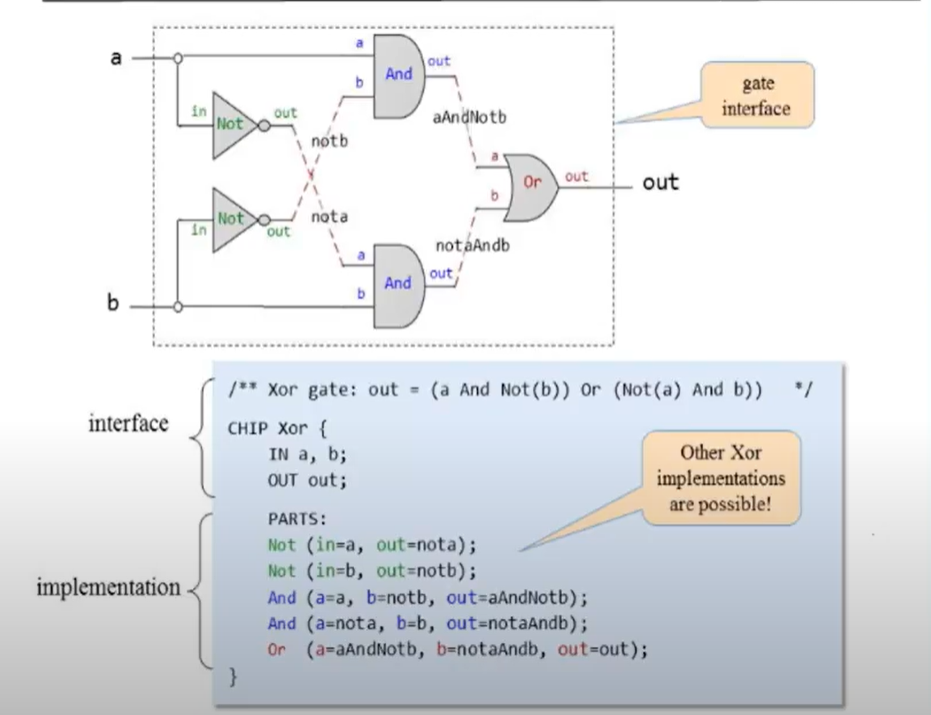 a
a
And
out
b
in
Not
out
notb
aAndNotb
gate
interface
a
Or
out
out
b
nota
Not
in
out
notaAndb
a
And
out
b
b
/** Xor gate: out = (a And Not(b)) Or (Not(a) And b)) */
interface
CHIP Xor {
IN a, b;
OUT out;
Other Xor
implementations
are possible!
PARTS:
Not (in=a, out=nota);
Not (in=b, out=notb);
implementation
And (a=a, b=notb, out=aAndNotb);
And (a=nota, b=b, out=notaAndb);
Or (a=aAndNotb, b=notaAndb, out=out);
}